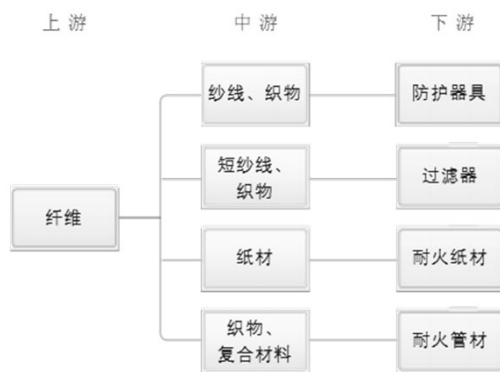 上游 中游 下游
纱线、织物 防护器具
短纱线、
织物
过滤器
纤维
纸材 耐火纸材
织物、
复合材料
耐火管材